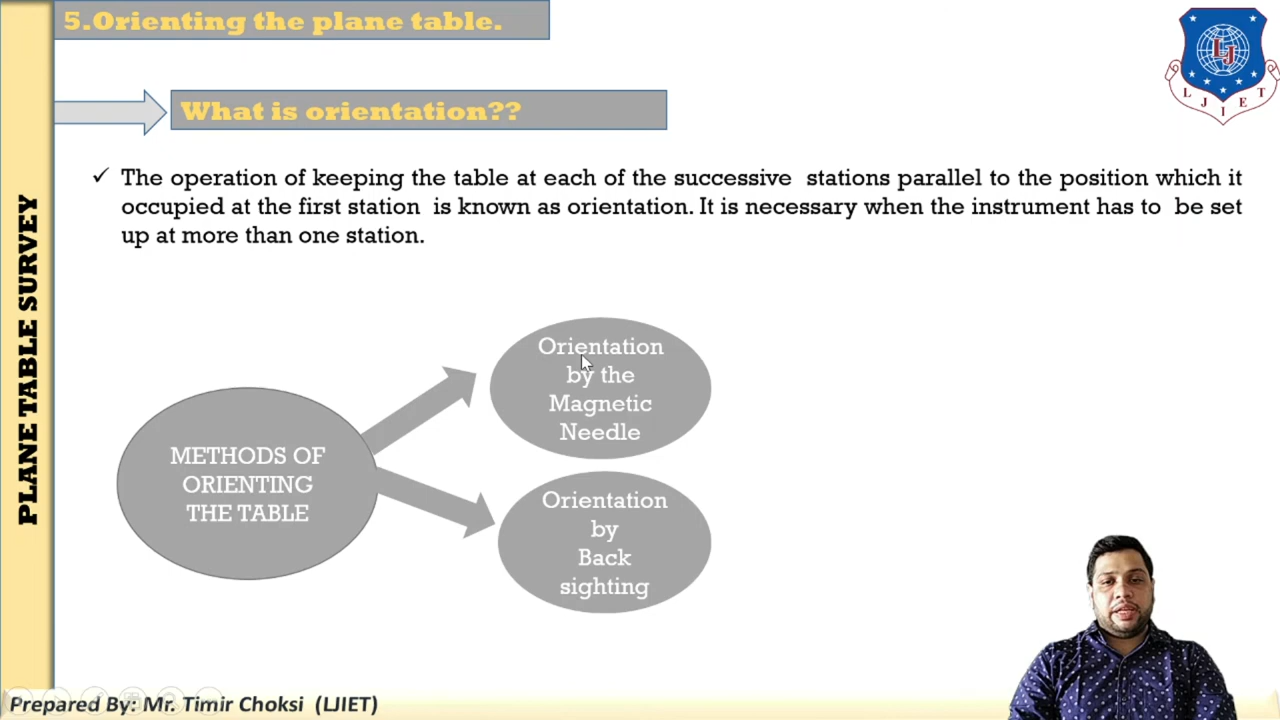 5.Orienting the plane table.
What is orientation??
✓ The operation of keeping the table at each of the successive stations parallel to the position which it
occupied at the first station is known as orientation. It is necessary when the instrument has to be set
up at more than one station.
PLANE TABLE SURVEY
METHODS OF
ORIENTING
THE TABLE
Orientation
by the
Magnetic
Needle
Orientation
by
Back
sighting
Prepared By: Mr. Timir Choksi (LJIET)
LJ
L J I E T